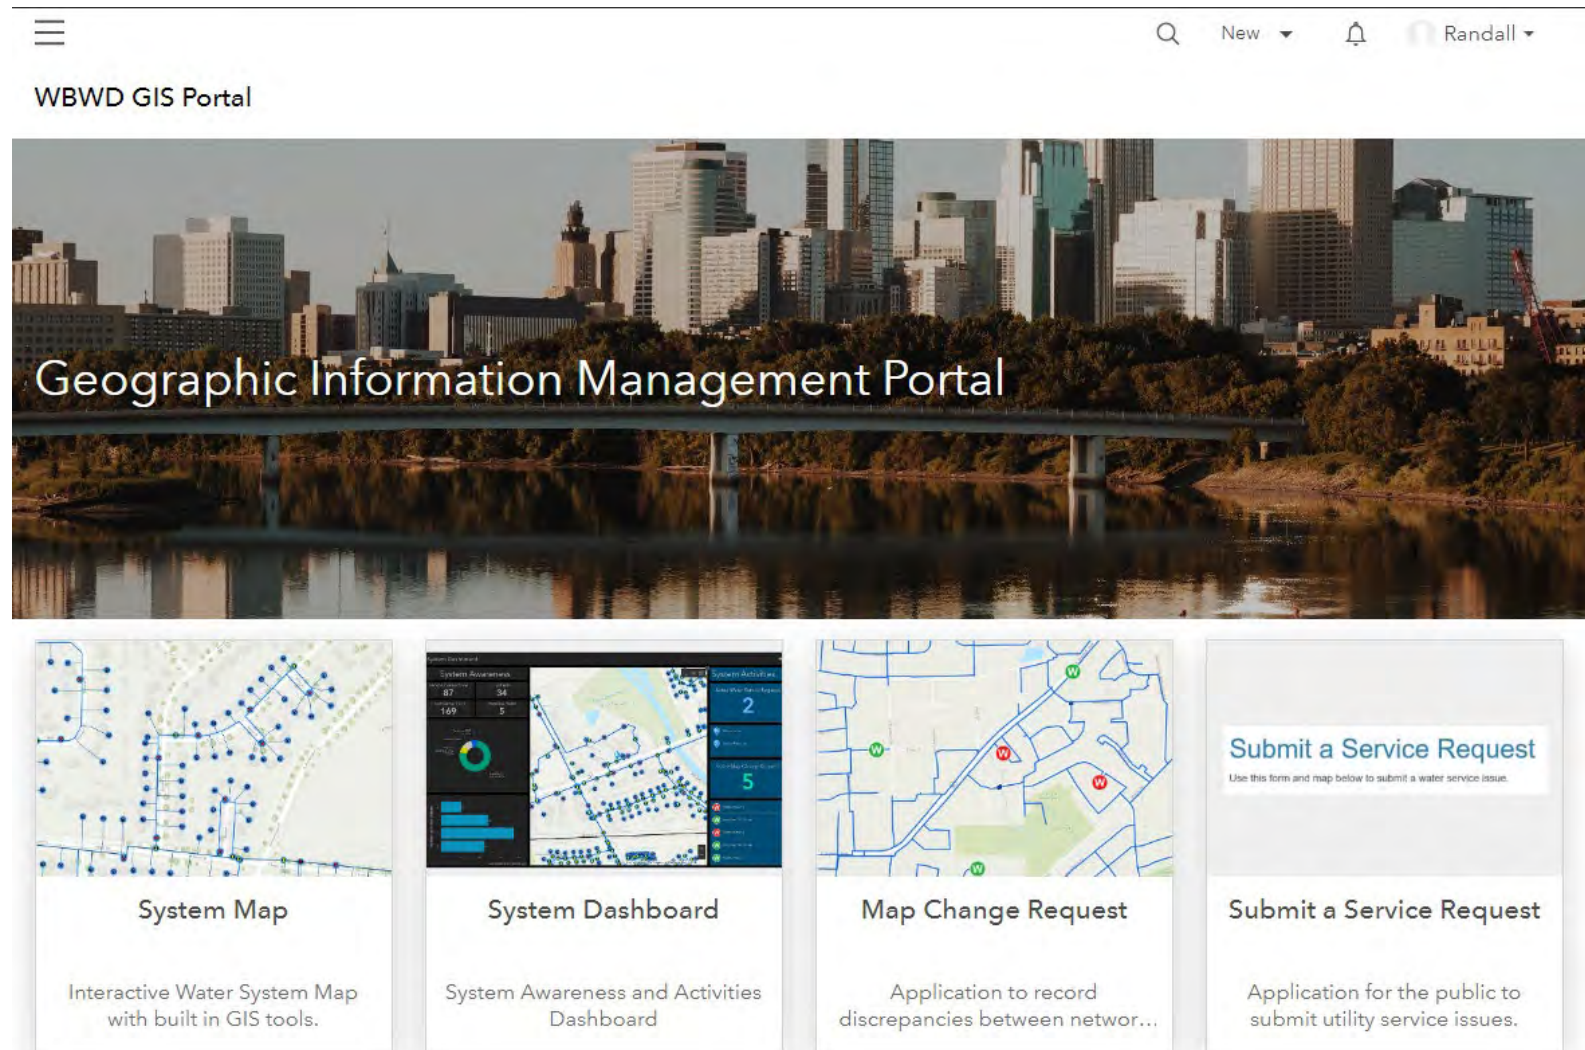 New
Randall
WBWD GIS Portal
Geographic Information Management Portal
System Awareness
87
34
169
5
System Activities
2
5
W
W
W
W
W
Submit a Service Request
Use this form and map below to submit a water service issue.
System Map
System Dashboard
Map Change Request
Submit a Service Request
Interactive Water System Map
with built in GIS tools.
System Awareness and Activities
Dashboard
Application to record
discrepancies between networ...
Application for the public to
submit utility service issues.